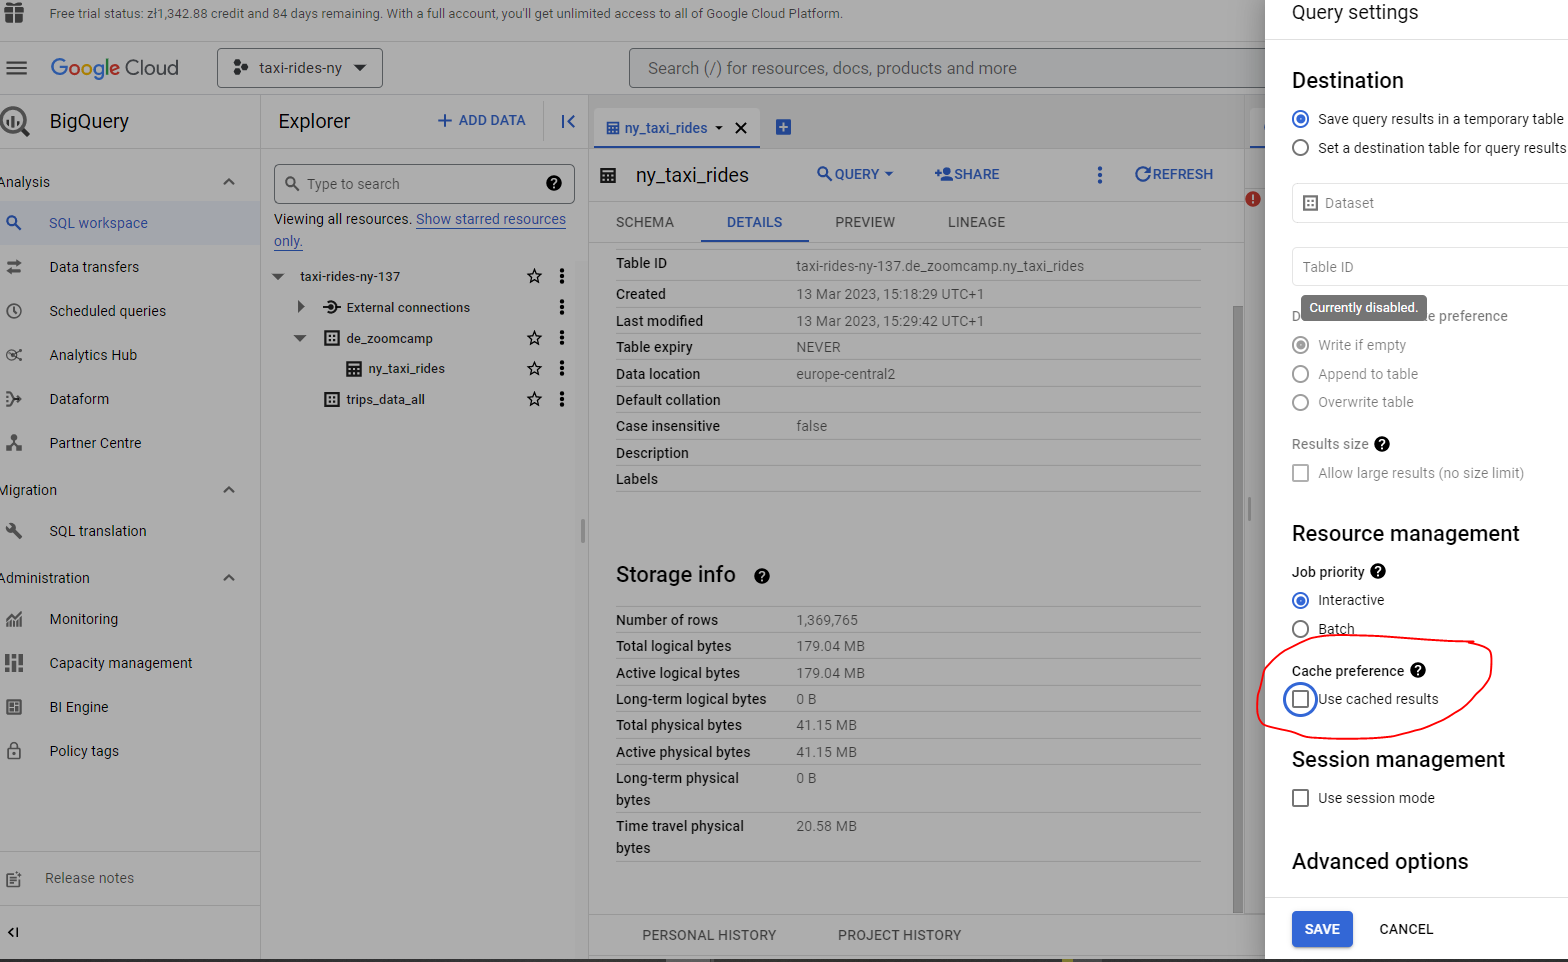 Free trial status: zł1,342.88 credit and 84 days remaining. With a full account, you'll get unlimited access to all of Google Cloud Platform.
Google Cloud
taxi-rides-ny
Search (/) for resources, docs, products and more
BigQuery
Analysis
SQL workspace
Data transfers
Scheduled queries
Analytics Hub
Dataform
Partner Centre
Migration
SQL translation
Administration
Monitoring
Capacity management
BI Engine
Policy tags
Release notes
Explorer
+ ADD DATA
Type to search
Viewing all resources. Show starred resources
only.
taxi-rides-ny-137
External connections
de_zoomcamp
ny_taxi_rides
trips_data_all
ny_taxi_rides
ny_taxi_rides
QUERY
SHARE
REFRESH
SCHEMA DETAILS PREVIEW LINEAGE
Table ID taxi-rides-ny-137.de_zoomcamp.ny_taxi_rides
Created 13 Mar 2023, 15:18:29 UTC+1
Last modified 13 Mar 2023, 15:29:42 UTC+1
Table expiry NEVER
Data location europe-central2
Default collation
Case insensitive false
Description
Labels
Storage info
Number of rows 1,369,765
Total logical bytes 179.04 MB
Active logical bytes 179.04 MB
Long-term logical bytes 0 B
Total physical bytes 41.15 MB
Active physical bytes 41.15 MB
Long-term physical 0 B
bytes
Time travel physical 20.58 MB
bytes
PERSONAL HISTORY PROJECT HISTORY
Query settings
Destination
Save query results in a temporary table
Set a destination table for query results
Dataset
Table ID
Currently disabled.
preference
Write if empty
Append to table
Overwrite table
Results size
Allow large results (no size limit)
Resource management
Job priority
Interactive
Batch
Cache preference
Use cached results
Session management
Use session mode
Advanced options
SAVE CANCEL